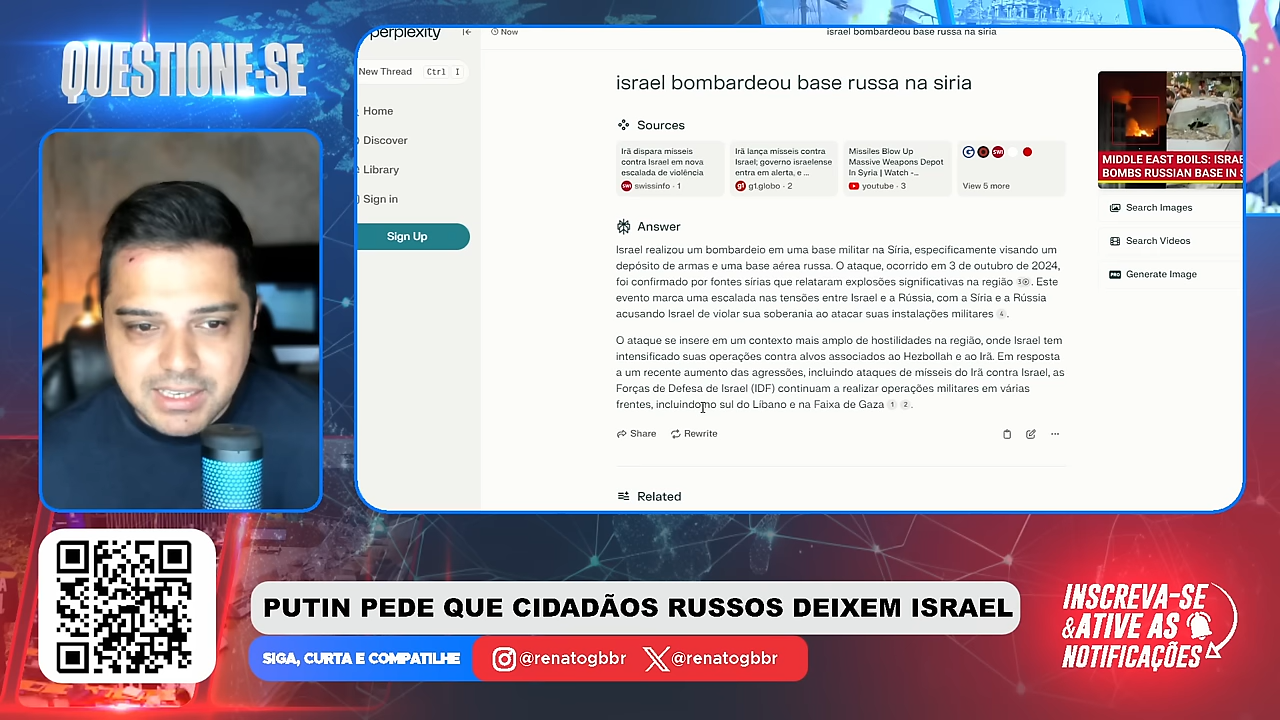 QUESTIONE-SE
perplexity
New Thread
Ctrl I
Home
Discover
Library
Sign in
Sign Up
Now
israel bombardeou base russa na siria
israel bombardeou base russa na siria
Sources
Irã dispara misseis
contra Israel em nova
escalada de violência
swissinfo · 1
Irã lança misseis contra
Israel; governo israelense
entra em alerta, e ...
g1.globo · 2
Missiles Blow Up
Massive Weapons Depot
In Syria | Watch -...
youtube · 3
View 5 more
Answer
Israel realizou um bombardeio em uma base militar na Síria, especificamente visando um
depósito de armas e uma base aérea russa. O ataque, ocorrido em 3 de outubro de 2024,
foi confirmado por fontes sírias que relataram explosões significativas na região 3. Este
evento marca uma escalada nas tensões entre Israel e a Rússia, com a Síria e a Rússia
acusando Israel de violar sua soberania ao atacar suas instalações militares 4.
O ataque se insere em um contexto mais amplo de hostilidades na região, onde Israel tem
intensificado suas operações contra alvos associados ao Hezbollah e ao Irã. Em resposta
a um recente aumento das agressões, incluindo ataques de mísseis do Irã contra Israel, as
Forças de Defesa de Israel (IDF) continuam a realizar operações militares em várias
frentes, incluindo no sul do Líbano e na Faixa de Gaza 1 2.
Share
Rewrite
Related
MIDDLE EAST BOILS: ISRAE
BOMBS RUSSIAN BASE IN S
Search Images
Search Videos
PRO Generate Image
PUTIN PEDE QUE CIDADÃOS RUSSOS DEIXEM ISRAEL
SIGA, CURTA E COMPATILHE
@renatogbbr
@renatogbbr
INSCREVA-SE
&ATIVE AS
NOTIFICAÇÕES